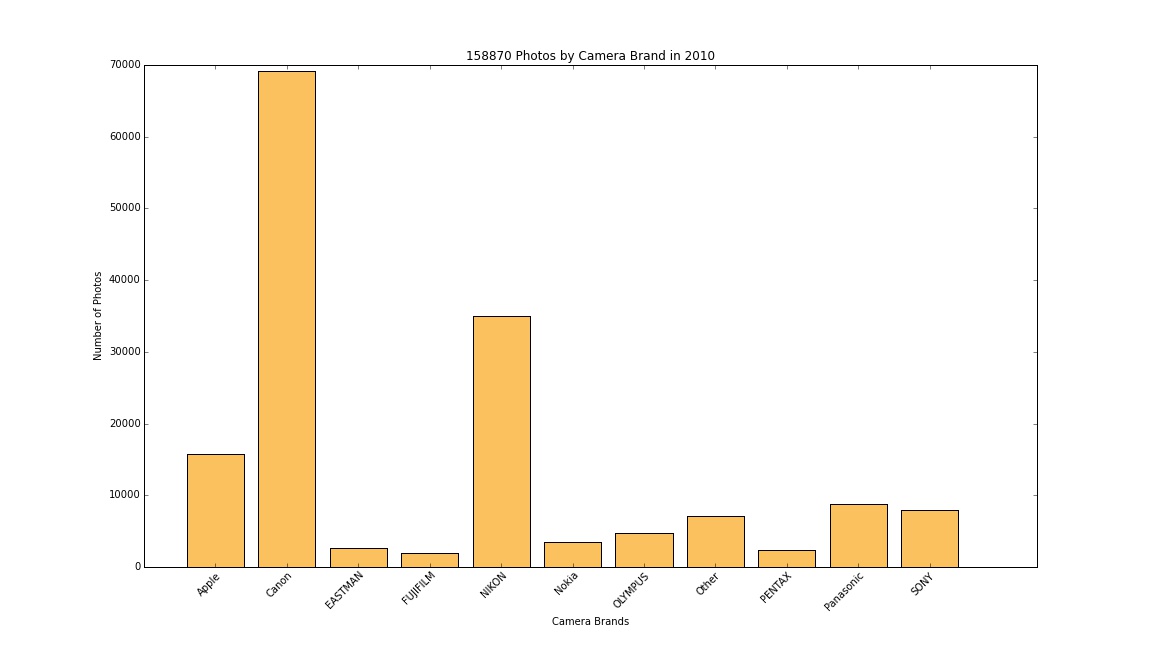 158870 Photos by Camera Brand in 2010
70000
60000
50000
40000
30000
20000
10000
0
Number of Photos
Apple
Canon
EASTMAN
FUJIFILM
NIKON
Nokia
OLYMPUS
Other
PENTAX
Panasonic
SONY
Camera Brands